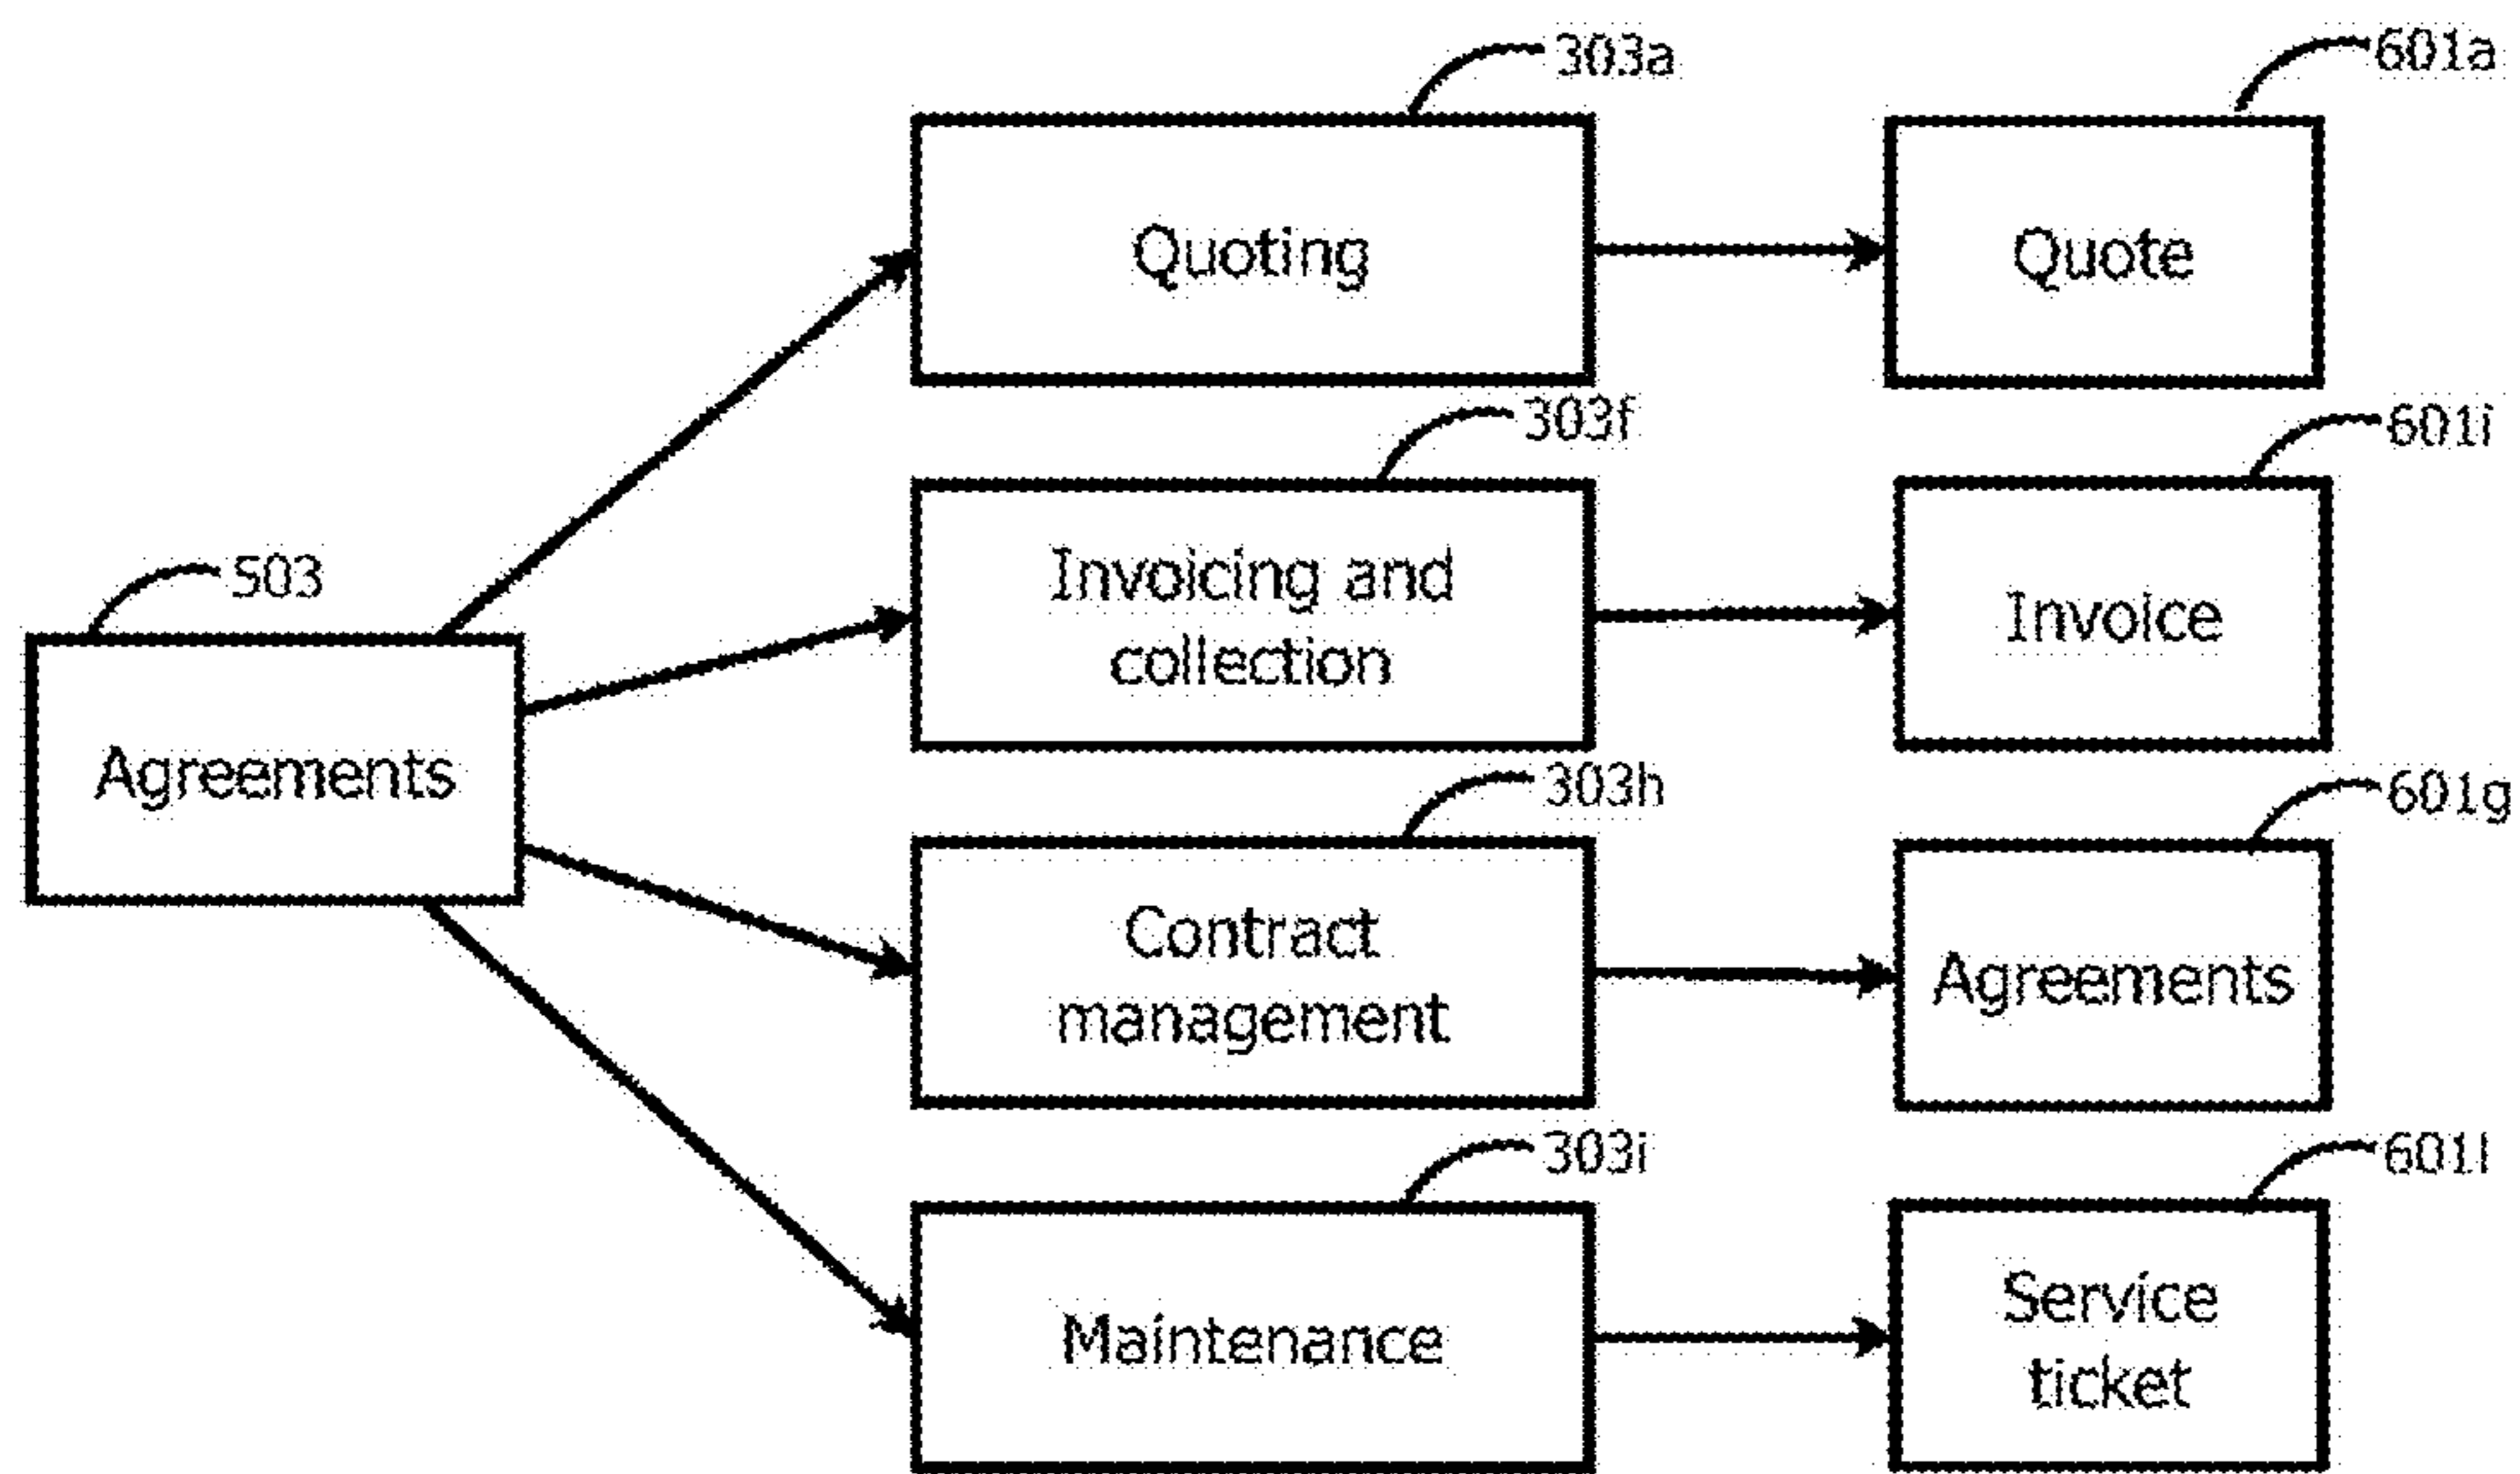 303a
601a
Quoting
Quote
303f
601i
Invoicing and
collection
Invoice
503
Agreements
303h
601g
Contract
management
Agreements
303i
601l
Maintenance
Service
ticket